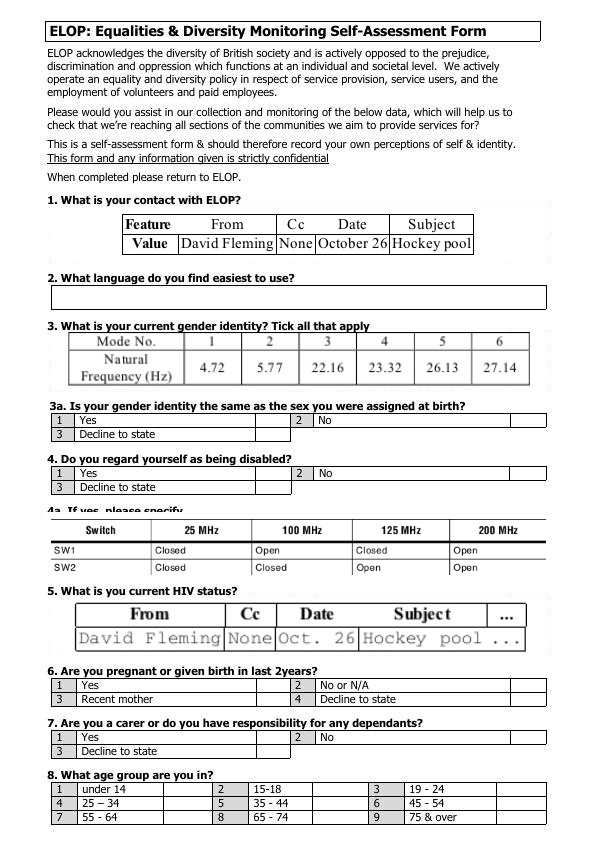 ELOP: Equalities & Diversity Monitoring Self-Assessment Form
ELOP acknowledges the diversity of British society and is actively opposed to the prejudice,
discrimination and oppression which functions at an individual and societal level. We actively
operate an equality and diversity policy in respect of service provision, service users, and the
employment of volunteers and paid employees.
Please would you assist in our collection and monitoring of the below data, which will help us to
check that we're reaching all sections of the communities we aim to provide services for?
This is a self-assessment form & should therefore record your own perceptions of self & identity.
This form and any information given is strictly confidential
When completed please return to ELOP.
1. What is your contact with ELOP?
Feature From Cc Date Subject
Value David Fleming None October 26 Hockey pool
2. What language do you find easiest to use?
3. What is your current gender identity? Tick all that apply
Mode No. 1 2 3 4 5 6
Natural
Frequency (Hz) 4.72 5.77 22.16 23.32 26.13 27.14
3a. Is your gender identity the same as the sex you were assigned at birth?
1 Yes 2 No
3 Decline to state
4. Do you regard yourself as being disabled?
1 Yes 2 No
3 Decline to state
4a. If yes, please specify
Switch 25 MHz 100 MHz 125 MHz 200 MHz
SW1 Closed Open Closed Open
SW2 Closed Closed Open Open
5. What is you current HIV status?
From Cc Date Subject ...
David Fleming None Oct. 26 Hockey pool ...
6. Are you pregnant or given birth in last 2years?
1 Yes 2 No or N/A
3 Recent mother 4 Decline to state
7. Are you a carer or do you have responsibility for any dependants?
1 Yes 2 No
3 Decline to state
8. What age group are you in?
1 under 14 2 15-18 3 19 - 24
4 25 – 34 5 35 - 44 6 45 - 54
7 55 - 64 8 65 - 74 9 75 & over